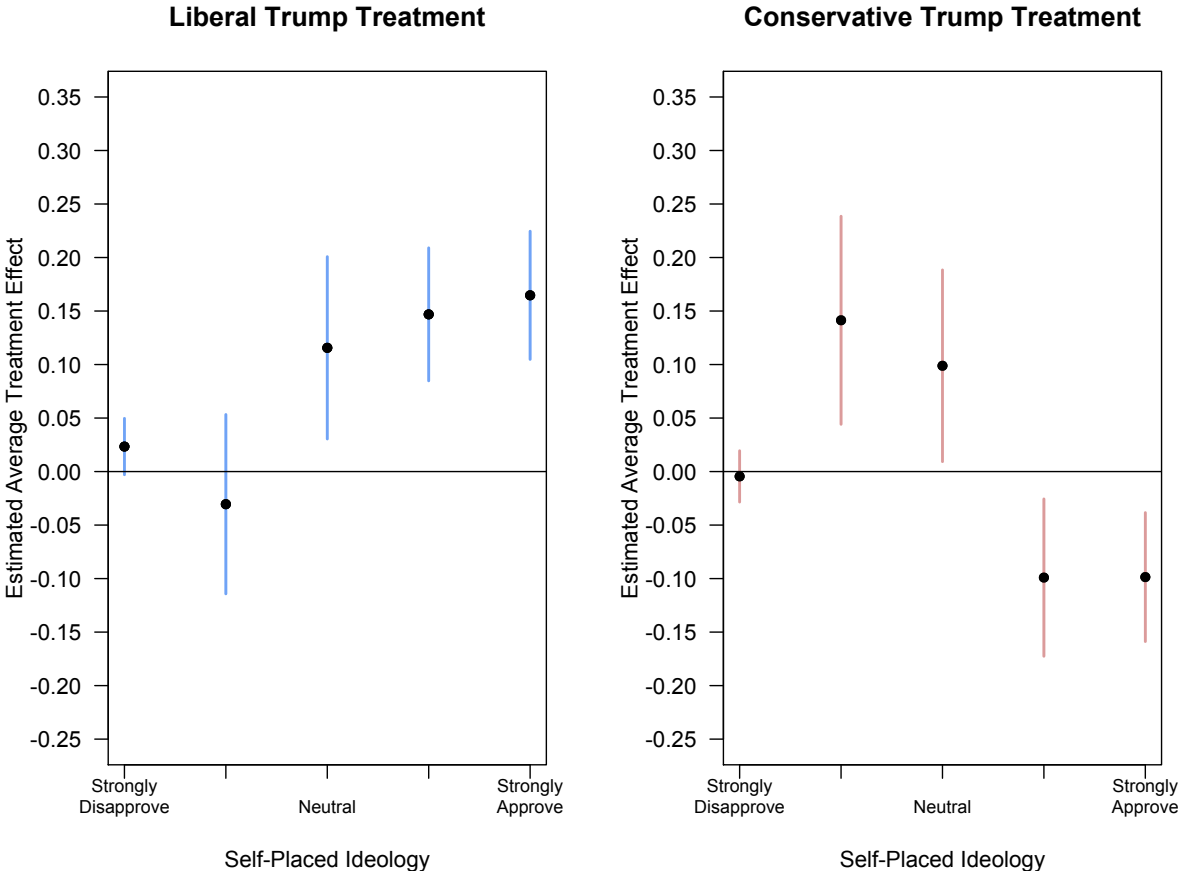 Liberal Trump Treatment
Estimated Average Treatment Effect
0.35
0.30
0.25
0.20
0.15
0.10
0.05
0.00
-0.05
-0.10
-0.15
-0.20
-0.25
Strongly
Disapprove
Neutral
Strongly
Approve
Self-Placed Ideology
Conservative Trump Treatment
Estimated Average Treatment Effect
0.35
0.30
0.25
0.20
0.15
0.10
0.05
0.00
-0.05
-0.10
-0.15
-0.20
-0.25
Strongly
Disapprove
Neutral
Strongly
Approve
Self-Placed Ideology